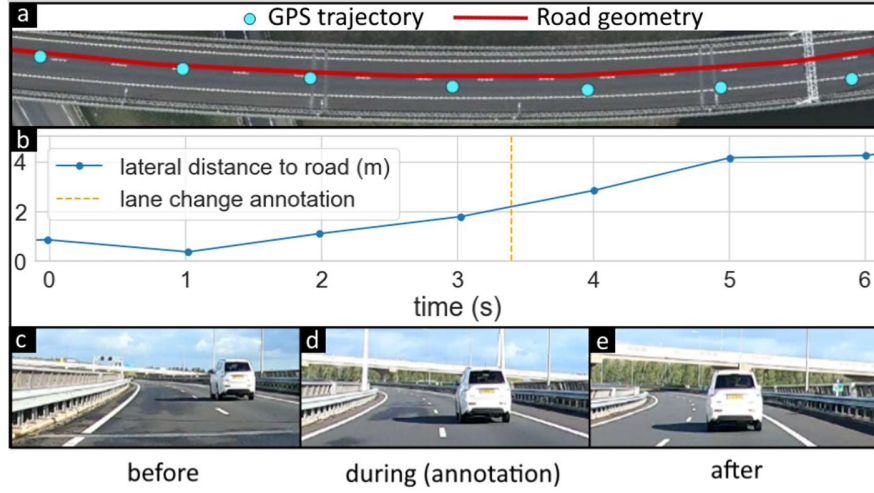 a
GPS trajectory
Road geometry
b
4
lateral distance to road (m)
lane change annotation
2
0
0 1 2 3 4 5 6
time (s)
c
d
e
before
during (annotation)
after